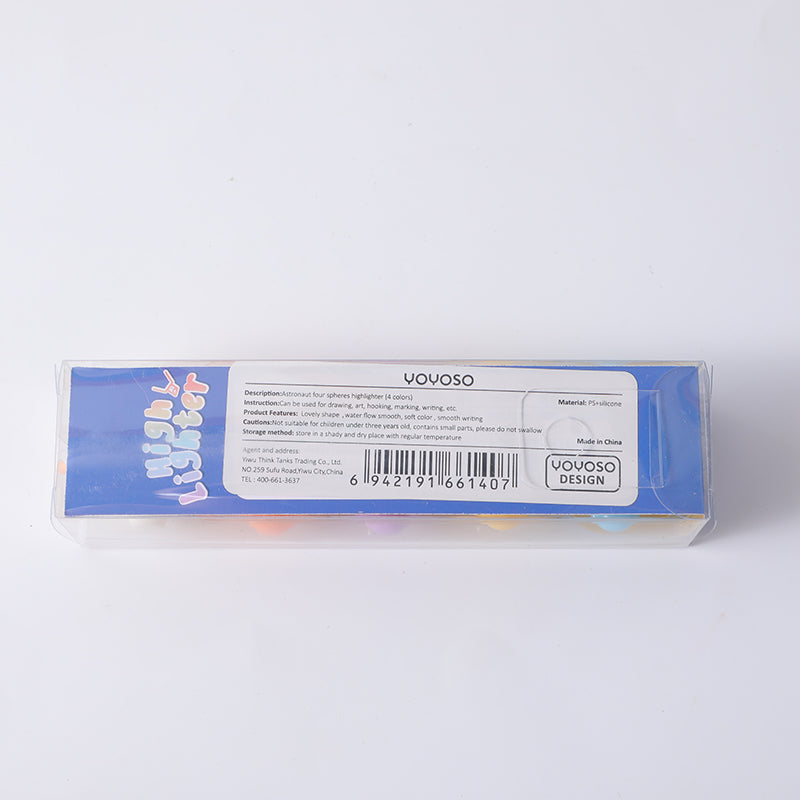 High
Lighter
YOYOSO
Description:Astronaut four spheres highlighter (4 colors)
Material: PS+silicone
Instruction:Can be used for drawing, art, hooking, marking, writing, etc.
Product Features: Lovely shape ,water flow smooth, soft color , smooth writing
Cautions:Not suitable for children under three years old, contains small parts, please do not swallow
Storage method: store in a shady and dry place with regular temperature
Made in China
Agent and address:
Yiwu Think Tanks Trading Co., Ltd.
NO.259 Sufu Road,Yiwu City,China
TEL : 400-661-3637
6 942191 661407
YOYOSO
DESIGN